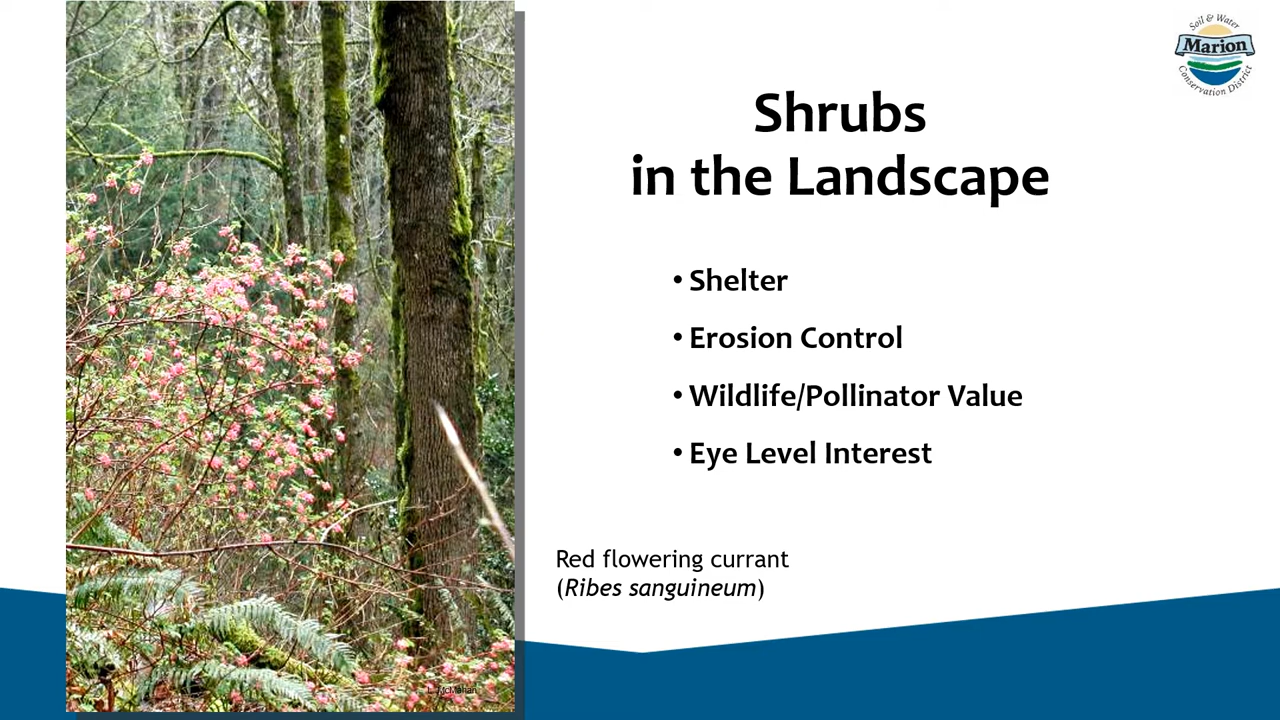 Soil & Water
Marion
Conservation District
Shrubs
in the Landscape
• Shelter
• Erosion Control
• Wildlife/Pollinator Value
• Eye Level Interest
Red flowering currant
(Ribes sanguineum)
L. McMahan